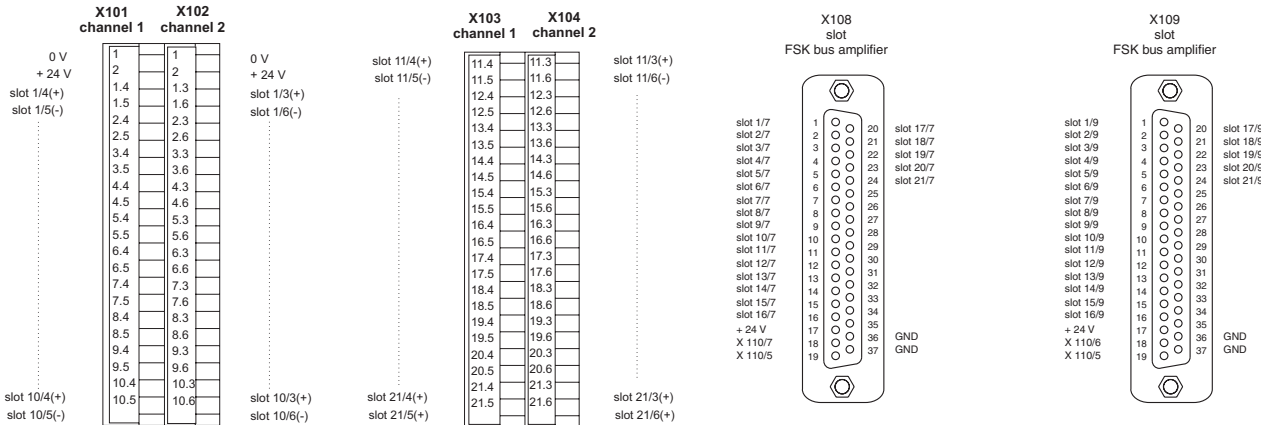 X101 X102
channel 1 channel 2
0 V 1 1 0 V
+ 24 V 2 2 + 24 V
slot 1/4(+) 1.4 1.3 slot 1/3(+)
slot 1/5(-) 1.5 1.6 slot 1/6(-)
2.4 2.3
2.5 2.6
3.4 3.3
3.5 3.6
4.4 4.3
4.5 4.6
5.4 5.3
5.5 5.6
6.4 6.3
6.5 6.6
7.4 7.3
7.5 7.6
8.4 8.3
8.5 8.6
9.4 9.3
9.5 9.6
slot 10/4(+) 10.4 10.3 slot 10/3(+)
slot 10/5(-) 10.5 10.6 slot 10/6(-)
X103 X104
channel 1 channel 2
slot 11/4(+) 11.4 11.3 slot 11/3(+)
slot 11/5(-) 11.5 11.6 slot 11/6(-)
12.4 12.3
12.5 12.6
13.4 13.3
13.5 13.6
14.4 14.3
14.5 14.6
15.4 15.3
15.5 15.6
16.4 16.3
16.5 16.6
17.4 17.3
17.5 17.6
18.4 18.3
18.5 18.6
19.4 19.3
19.5 19.6
20.4 20.3
20.5 20.6
slot 21/4(+) 21.4 21.3 slot 21/3(+)
slot 21/5(+) 21.5 21.6 slot 21/6(+)
X108
slot
FSK bus amplifier
slot 1/7 1 20 slot 17/7
slot 2/7 2 21 slot 18/7
slot 3/7 3 22 slot 19/7
slot 4/7 4 23 slot 20/7
slot 5/7 5 24 slot 21/7
slot 6/7 6 25
slot 7/7 7 26
slot 8/7 8 27
slot 9/7 9 28
slot 10/7 10 29
slot 11/7 11 30
slot 12/7 12 31
slot 13/7 13 32
slot 14/7 14 33
slot 15/7 15 34
slot 16/7 16 35
+ 24 V 17 36 GND
X 110/7 18 37 GND
X 110/5 19
X109
slot
FSK bus amplifier
slot 1/9 1 20 slot 17/9
slot 2/9 2 21 slot 18/9
slot 3/9 3 22 slot 19/9
slot 4/9 4 23 slot 20/9
slot 5/9 5 24 slot 21/9
slot 6/9 6 25
slot 7/9 7 26
slot 8/9 8 27
slot 9/9 9 28
slot 10/9 10 29
slot 11/9 11 30
slot 12/9 12 31
slot 13/9 13 32
slot 14/9 14 33
slot 15/9 15 34
slot 16/9 16 35
+ 24 V 17 36 GND
X 110/6 18 37 GND
X 110/5 19